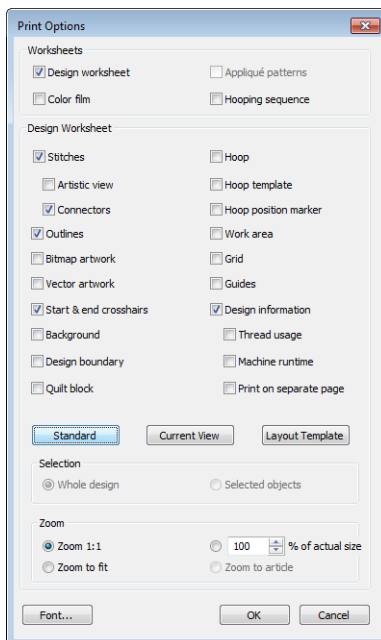 Print Options
Worksheets
Design worksheet
Appliqué patterns
Color film
Hooping sequence
Design Worksheet
Stitches
Hoop
Artistic view
Hoop template
Connectors
Hoop position marker
Outlines
Work area
Bitmap artwork
Grid
Vector artwork
Guides
Start & end crosshairs
Design information
Background
Thread usage
Design boundary
Machine runtime
Quilt block
Print on separate page
Standard
Current View
Layout Template
Selection
Whole design
Selected objects
Zoom
Zoom 1:1
100 % of actual size
Zoom to fit
Zoom to article
Font...
OK
Cancel